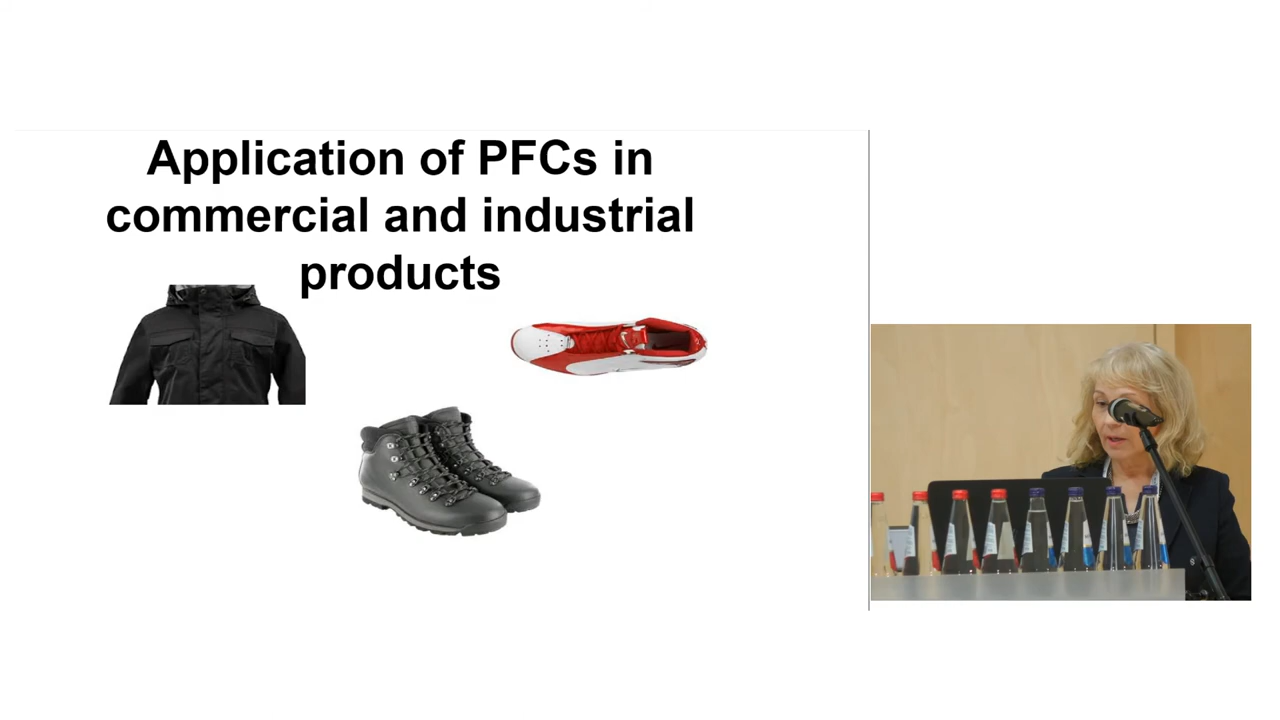 Application of PFCs in
commercial and industrial
products